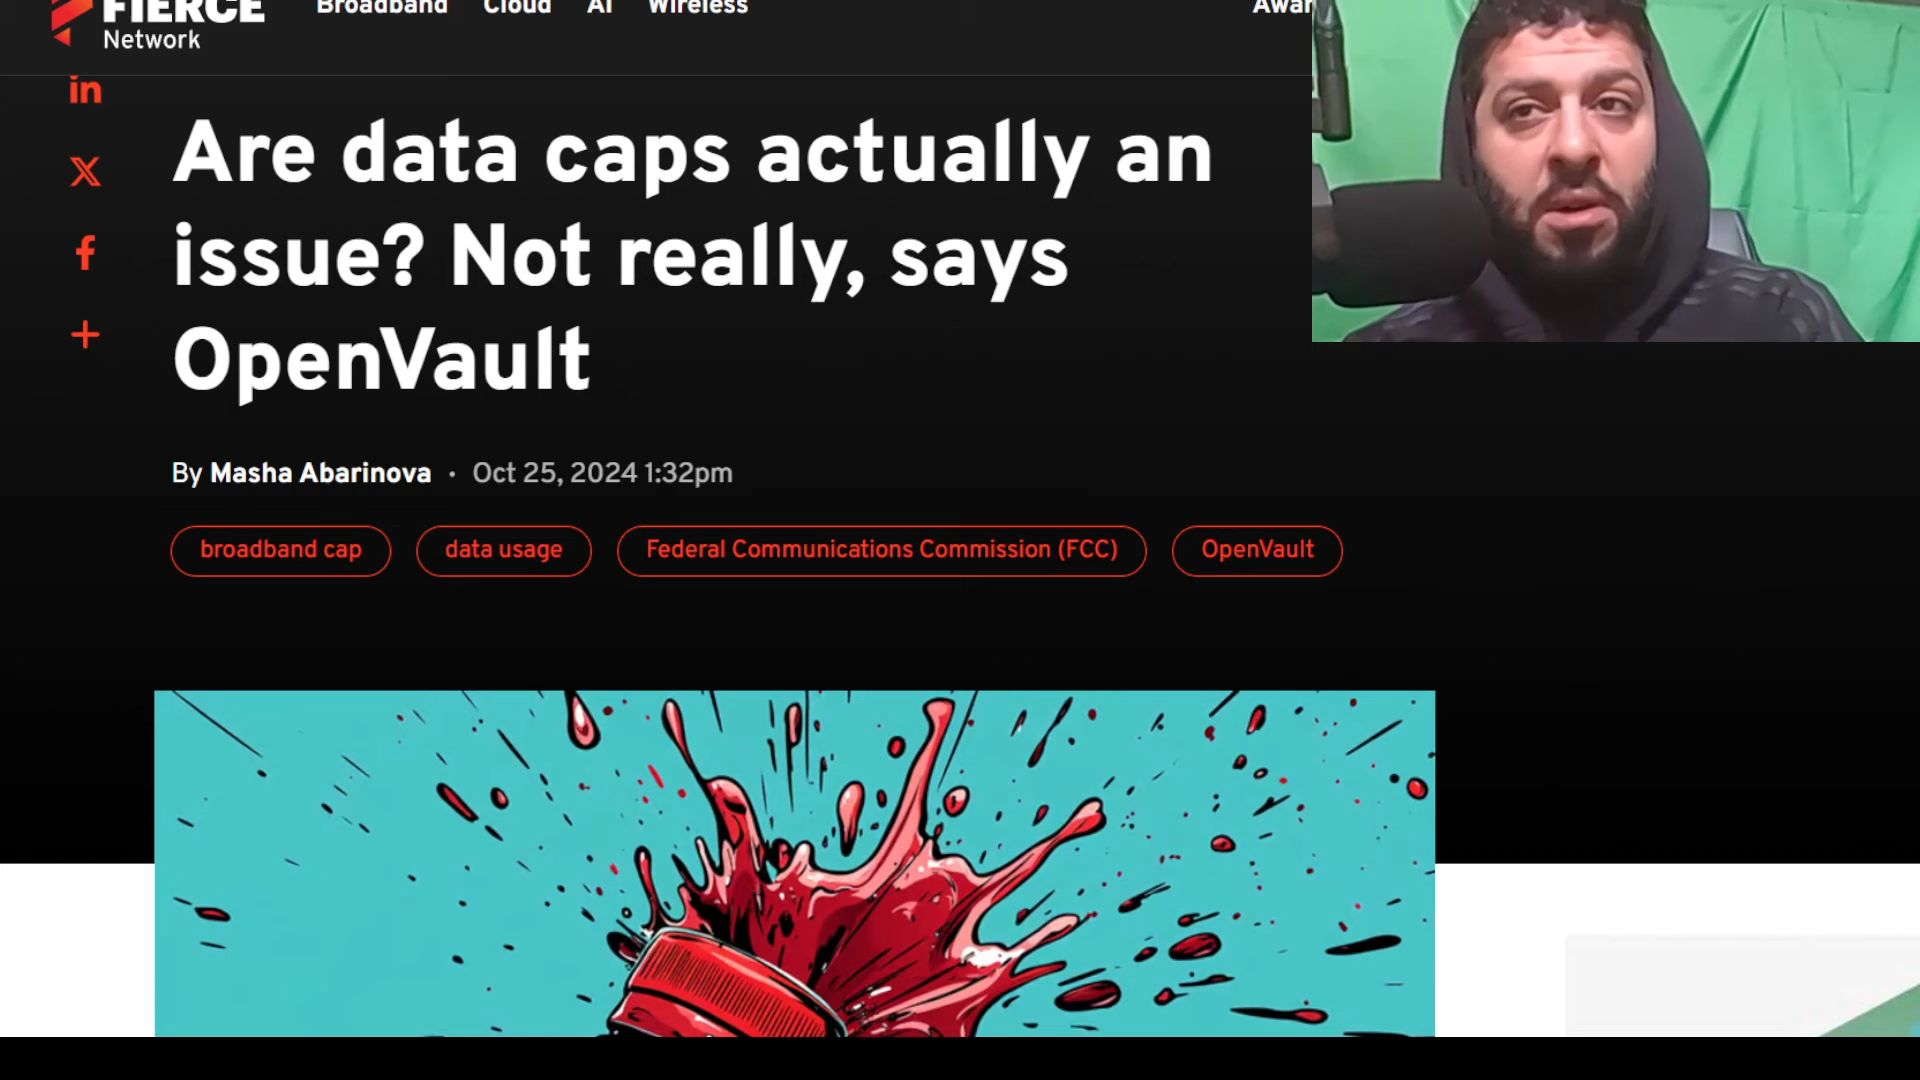 FIERCE
Network
Broadband Cloud AI Wireless
in
X
f
+
Are data caps actually an
issue? Not really, says
OpenVault
By Masha Abarinova · Oct 25, 2024 1:32pm
broadband cap data usage Federal Communications Commission (FCC) OpenVault